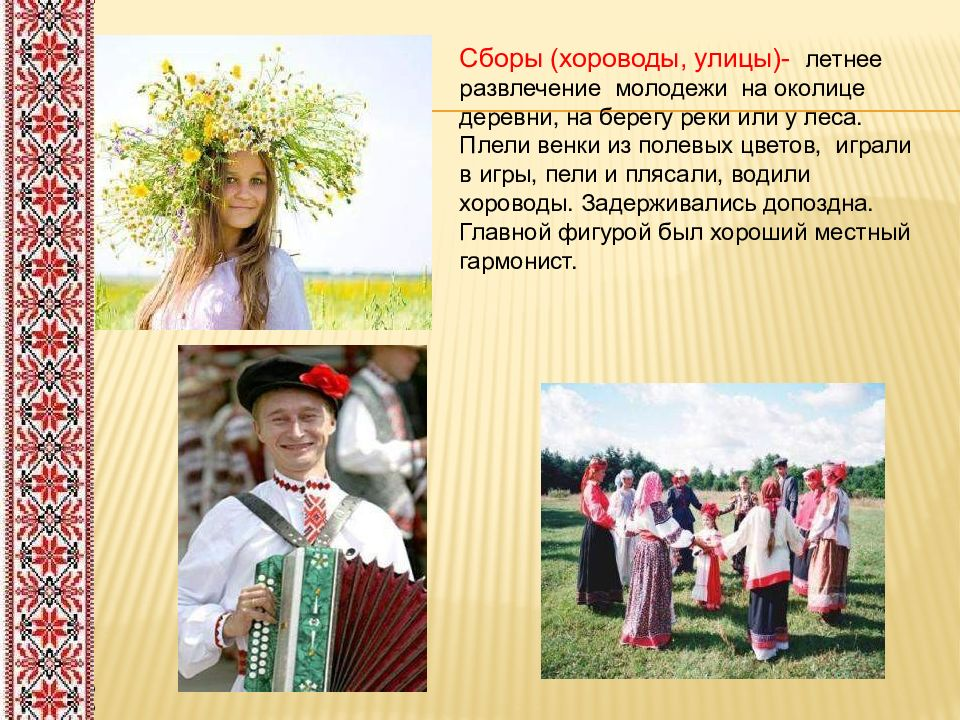 Сборы (хороводы, улицы)- летнее
развлечение молодежи на околице
деревни, на берегу реки или у леса.
Плели венки из полевых цветов, играли
в игры, пели и плясали, водили
хороводы. Задерживались допоздна.
Главной фигурой был хороший местный
гармонист.